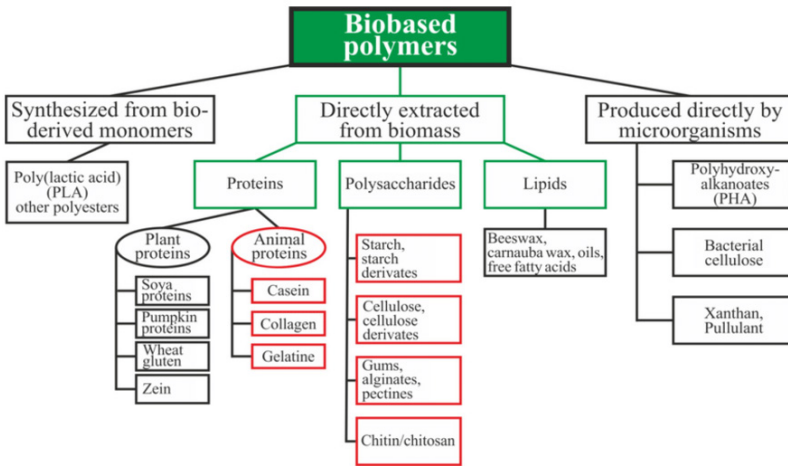 Biobased
polymers
Synthesized from bio-
derived monomers
Directly extracted
from biomass
Produced directly by
microorganisms
Poly(lactic acid)
(PLA)
other polyesters
Proteins
Polysaccharides
Lipids
Polyhydroxy-
alkanoates
(PHA)
Plant
proteins
Animal
proteins
Starch,
starch
derivates
Beeswax,
carnauba wax, oils,
free fatty acids
Bacterial
cellulose
Soya
proteins
Casein
Pumpkin
proteins
Collagen
Cellulose,
cellulose
derivates
Xanthan,
Pullulant
Wheat
gluten
Gelatine
Zein
Gums,
alginates,
pectines
Chitin/chitosan